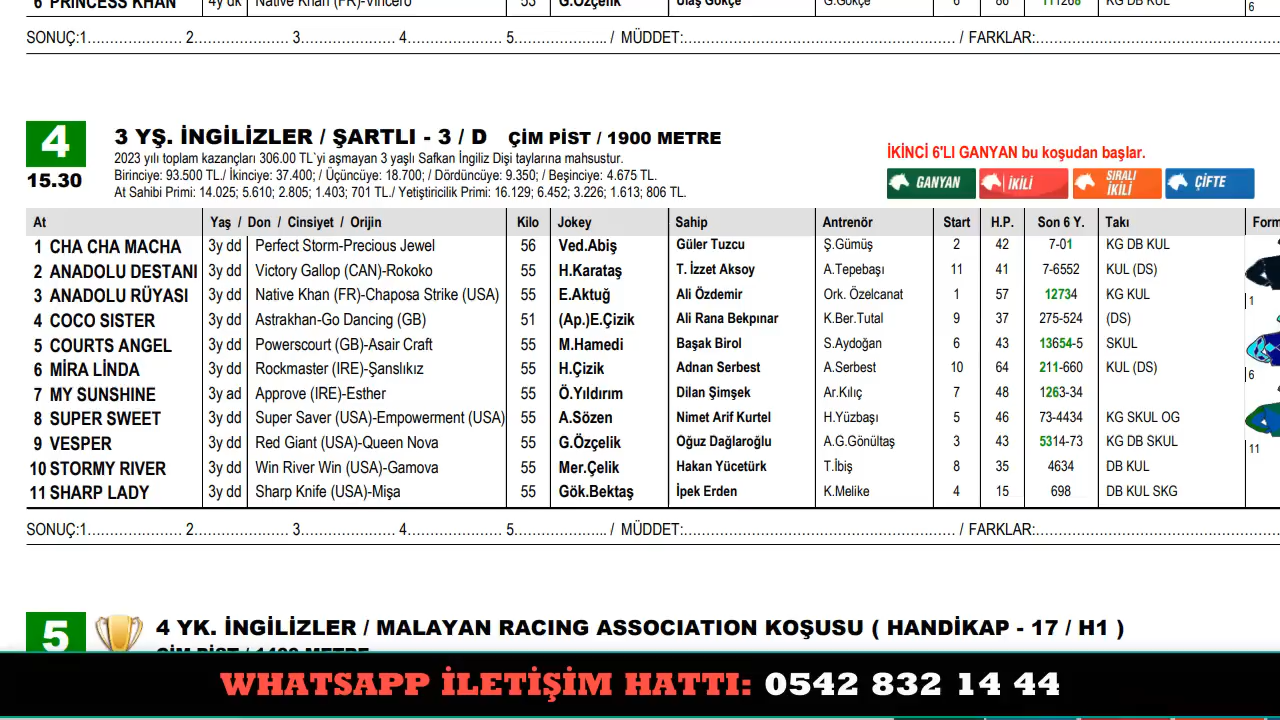 6 PRINCESS KHAN 4y dk Native Khan (FR)-Vincero 53 G.Özçelik Ulaş Gökçe G.Gökçe 6 86 111268 KG DB KUL
6
SONUÇ:1..................... 2...................... 3...................... 4...................... 5..................... / MÜDDET:.............................................................. / FARKLAR:.........................................................
4 3 YŞ. İNGİLİZLER / ŞARTLI - 3 / D ÇİM PİST / 1900 METRE
15.30
2023 yılı toplam kazançları 306.00 TL`yi aşmayan 3 yaşlı Safkan İngiliz Dişi taylarına mahsustur.
Birinciye: 93.500 TL./ İkinciye: 37.400; / Üçüncüye: 18.700; / Dördüncüye: 9.350; / Beşinciye: 4.675 TL.
At Sahibi Primi: 14.025; 5.610; 2.805; 1.403; 701 TL./ Yetiştiricilik Primi: 16.129; 6.452; 3.226; 1.613; 806 TL.
İKİNCİ 6'LI GANYAN bu koşudan başlar.
GANYAN İKİLİ SIRALI İKİLİ ÇİFTE
At Yaş / Don / Cinsiyet / Orijin Kilo Jokey Sahip Antrenör Start H.P. Son 6 Y. Takı Form
1 CHA CHA MACHA 3y dd Perfect Storm-Precious Jewel 56 Ved.Abiş Güler Tuzcu Ş.Gümüş 2 42 7-01 KG DB KUL
2 ANADOLU DESTANI 3y dd Victory Gallop (CAN)-Rokoko 55 H.Karataş T. İzzet Aksoy A.Tepebaşı 11 41 7-6552 KUL (DS)
3 ANADOLU RÜYASI 3y dd Native Khan (FR)-Chaposa Strike (USA) 55 E.Aktuğ Ali Özdemir Ork. Özelcanat 1 57 12734 KG KUL
1
4 COCO SISTER 3y dd Astrakhan-Go Dancing (GB) 51 (Ap.)E.Çizik Ali Rana Bekpınar K.Ber.Tutal 9 37 275-524 (DS)
5 COURTS ANGEL 3y dd Powerscourt (GB)-Asair Craft 55 M.Hamedi Başak Birol S.Aydoğan 6 43 13654-5 SKUL
6 MİRA LİNDA 3y dd Rockmaster (IRE)-Şanslıkız 55 H.Çizik Adnan Serbest A.Serbest 10 64 211-660 KUL (DS)
6
7 MY SUNSHINE 3y ad Approve (IRE)-Esther 55 Ö.Yıldırım Dilan Şimşek Ar.Kılıç 7 48 1263-34
8 SUPER SWEET 3y dd Super Saver (USA)-Empowerment (USA) 55 A.Sözen Nimet Arif Kurtel H.Yüzbaşı 5 46 73-4434 KG SKUL OG
9 VESPER 3y dd Red Giant (USA)-Queen Nova 55 G.Özçelik Oğuz Dağlaroğlu A.G.Gönültaş 3 43 5314-73 KG DB SKUL
11
10 STORMY RIVER 3y dd Win River Win (USA)-Gamova 55 Mer.Çelik Hakan Yücetürk T.İbiş 8 35 4634 DB KUL
11 SHARP LADY 3y dd Sharp Knife (USA)-Mişa 55 Gök.Bektaş İpek Erden K.Melike 4 15 698 DB KUL SKG
SONUÇ:1..................... 2...................... 3...................... 4...................... 5..................... / MÜDDET:.............................................................. / FARKLAR:.........................................................
5 4 YK. İNGİLİZLER / MALAYAN RACING ASSOCIATION KOŞUSU ( HANDİKAP - 17 / H1 )
ÇİM PİST / 1400 METRE
WHATSAPP İLETİŞİM HATTI: 0542 832 14 44